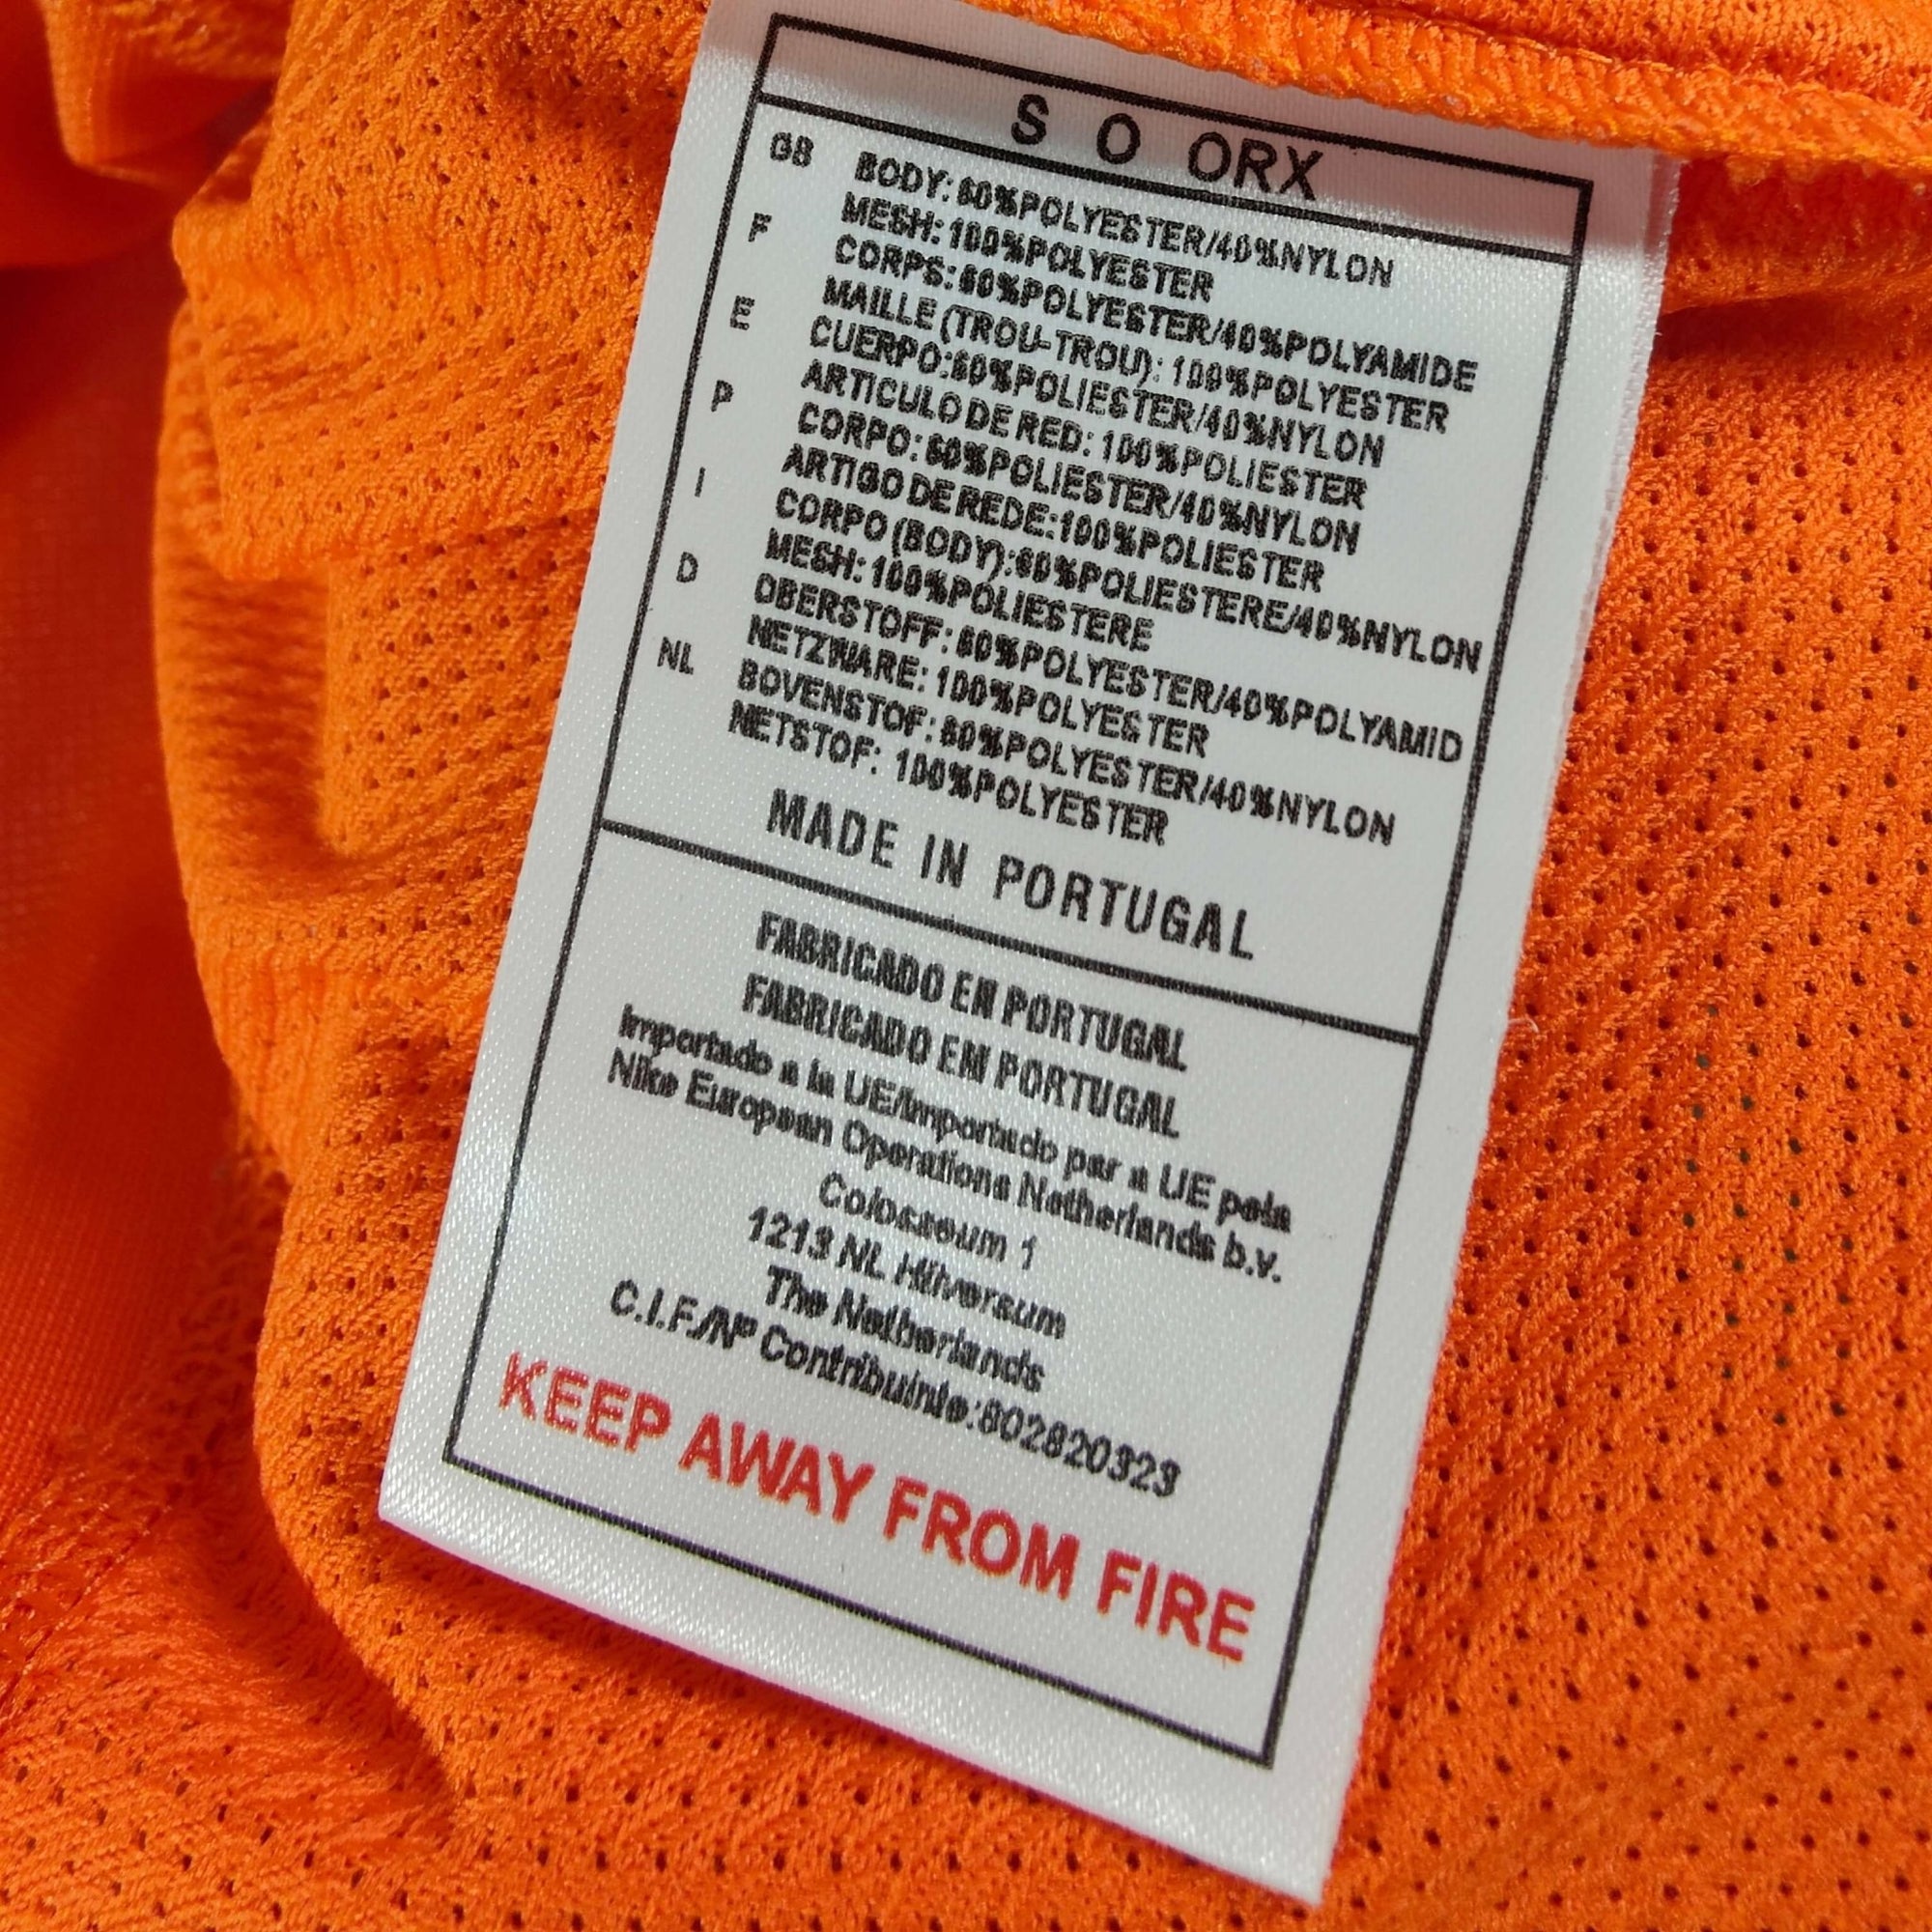 S O ORX
GB BODY: 60%POLYESTER/40%NYLON
MESH: 100%POLYESTER
F CORPS: 60%POLYESTER/40%POLYAMIDE
MAILLE (TROU-TROU): 100%POLYESTER
E CUERPO:60%POLIESTER/40%NYLON
ARTICULO DE RED: 100%POLIESTER
P CORPO: 60%POLIESTER/40%NYLON
ARTIGO DE REDE:100%POLIESTER
I CORPO (BODY):60%POLIESTERE/40%NYLON
MESH: 100%POLIESTERE
D OBERSTOFF: 60%POLYESTER/40%POLYAMID
NETZWARE: 100%POLYESTER
NL BOVENSTOF: 60%POLYESTER/40%NYLON
NETSTOF: 100%POLYESTER
MADE IN PORTUGAL
FABRICADO EN PORTUGAL
FABRICADO EM PORTUGAL
Importado a la UE/Importado par a UE pela
Nike European Operations Netherlands b.v.
Colosseum 1
1213 NL Hilversum
The Netherlands
C.I.F./Nº Contribuinte:802820323
KEEP AWAY FROM FIRE